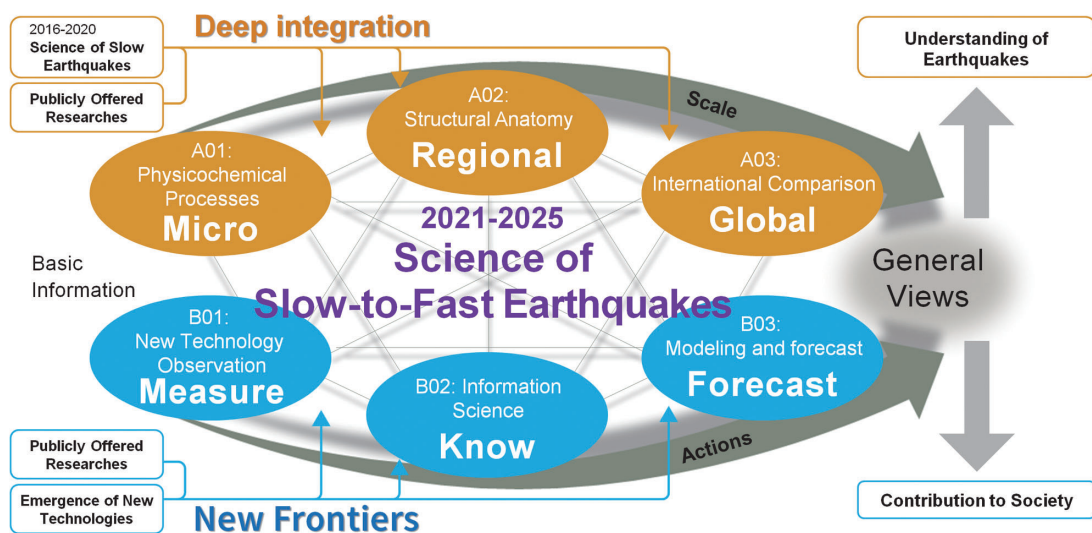 2016-2020
Science of Slow
Earthquakes
Publicly Offered
Researches
Deep integration
Understanding of
Earthquakes
Scale
A01:
Physicochemical
Processes
Micro
A02:
Structural Anatomy
Regional
A03:
International Comparison
Global
2021-2025
Science of
Slow-to-Fast Earthquakes
Basic
Information
General
Views
B01:
New Technology
Observation
Measure
B02: Information
Science
Know
B03:
Modeling and forecast
Forecast
Actions
Publicly Offered
Researches
Emergence of New
Technologies
New Frontiers
Contribution to Society